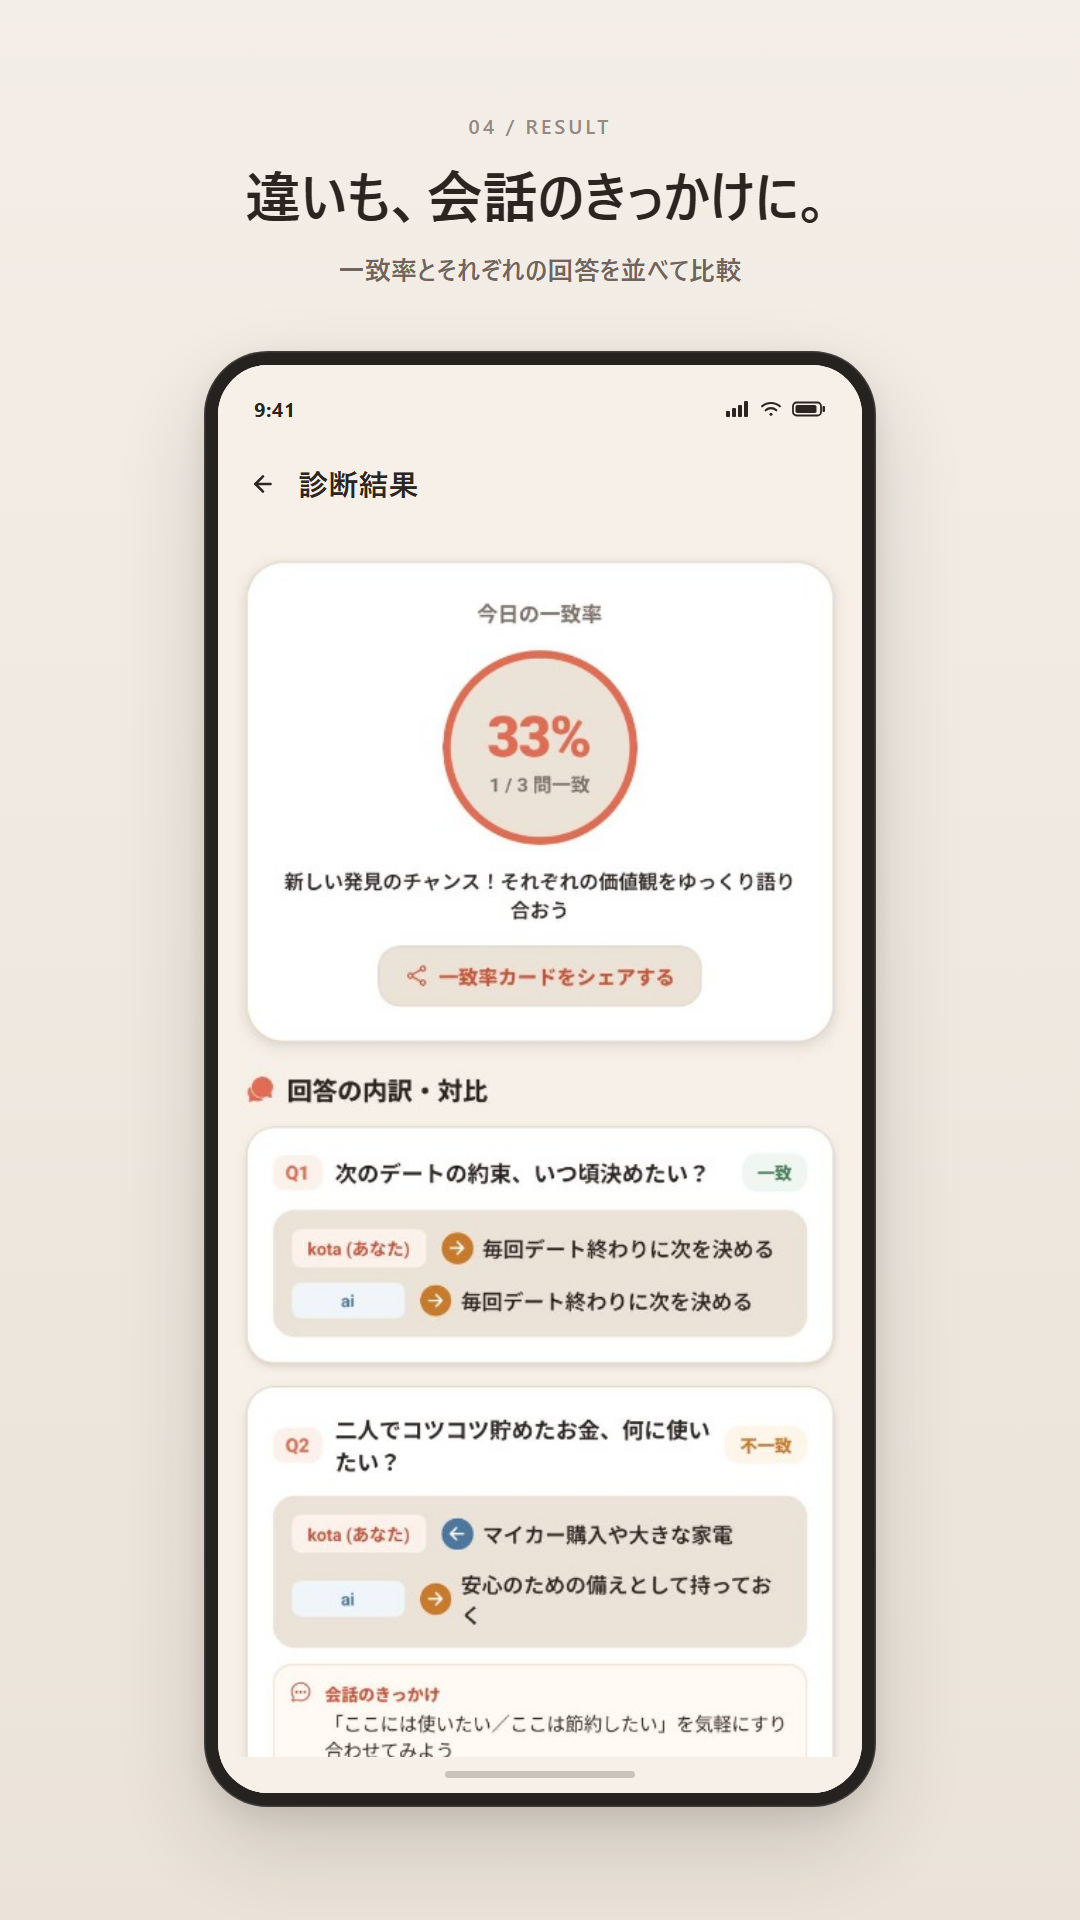 04 / RESULT
違いも、会話のきっかけに。
一致率とそれぞれの回答を並べて比較
9:41
診断結果
今日の一致率
33%
1 / 3 問一致
新しい発見のチャンス！それぞれの価値観をゆっくり語り
合おう
一致率カードをシェアする
回答の内訳・対比
Q1 次のデートの約束、いつ頃決めたい？ 一致
kota (あなた) 毎回デート終わりに次を決める
ai 毎回デート終わりに次を決める
Q2 二人でコツコツ貯めたお金、何に使い
たい？ 不一致
kota (あなた) マイカー購入や大きな家電
ai 安心のための備えとして持ってお
く
会話のきっかけ
「ここには使いたい／ここは節約したい」を気軽にすり
合わせてみよう